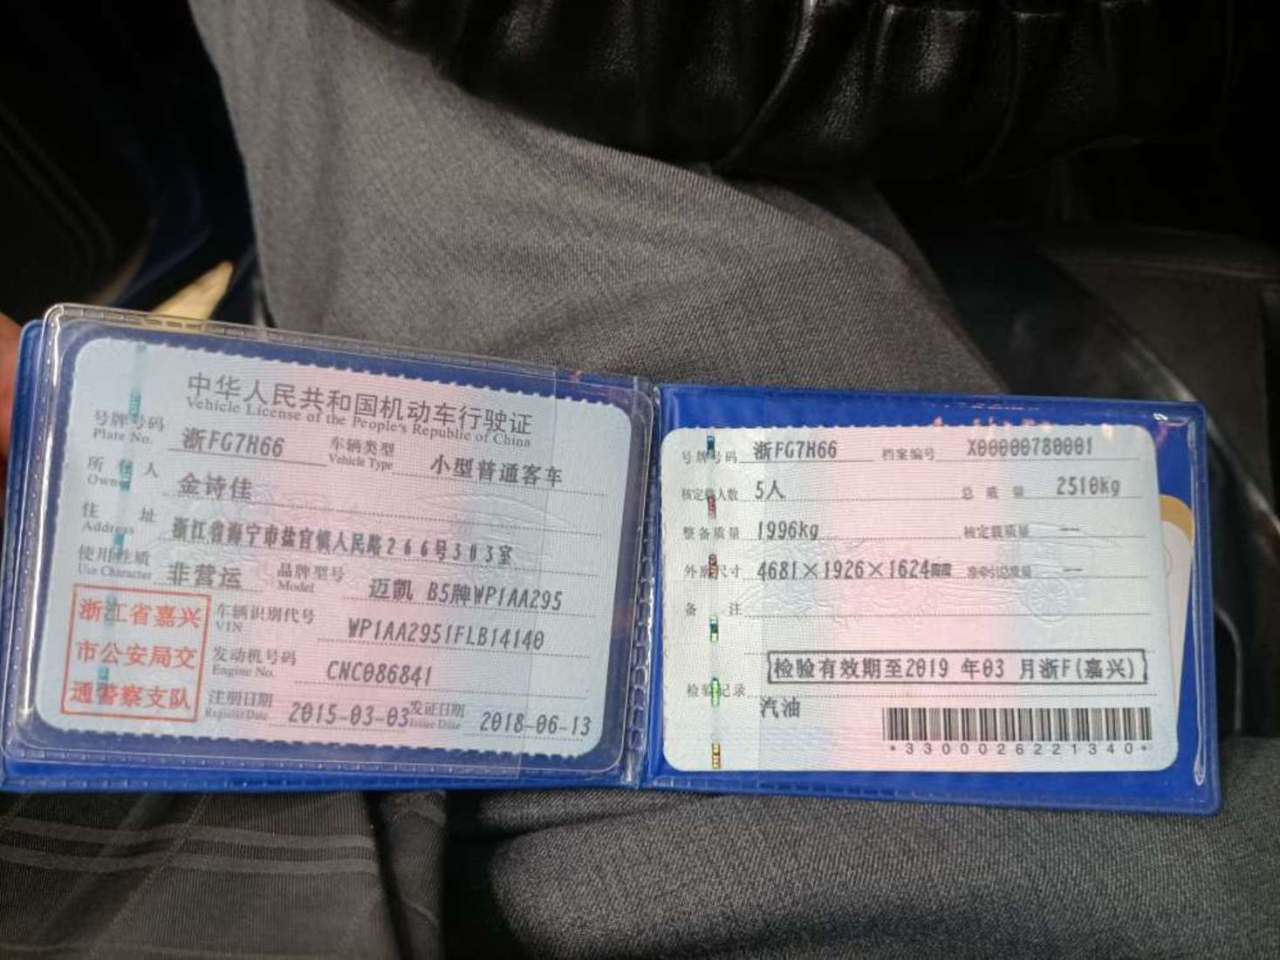 中华人民共和国机动车行驶证
Vehicle License of the People's Republic of China
号牌号码 浙FG7H66 车辆类型 小型普通客车
Plate No. Vehicle Type
所有人 金诗佳
Owner
住址 浙江省海宁市盐官镇人民路266号303室
Address
使用性质 非营运 品牌型号 迈凯 B5牌WP1AA295
Use Character Model
浙江省嘉兴
市公安局交
通警察支队
车辆识别代号 WP1AA2951FLB14140
VIN
发动机号码 CNC086841
Engine No.
注册日期 2015-03-03 发证日期 2018-06-13
Register Date Issue Date
号牌号码 浙FG7H66 档案编号 X00000780001
核定载人数 5人 总质量 2510kg
整备质量 1996kg 核定载质量 --
外廓尺寸 4681×1926×1624mm 准牵引总质量 --
备注
检验有效期至2019 年03 月浙F(嘉兴)
检验记录
汽油
*3300026221340*